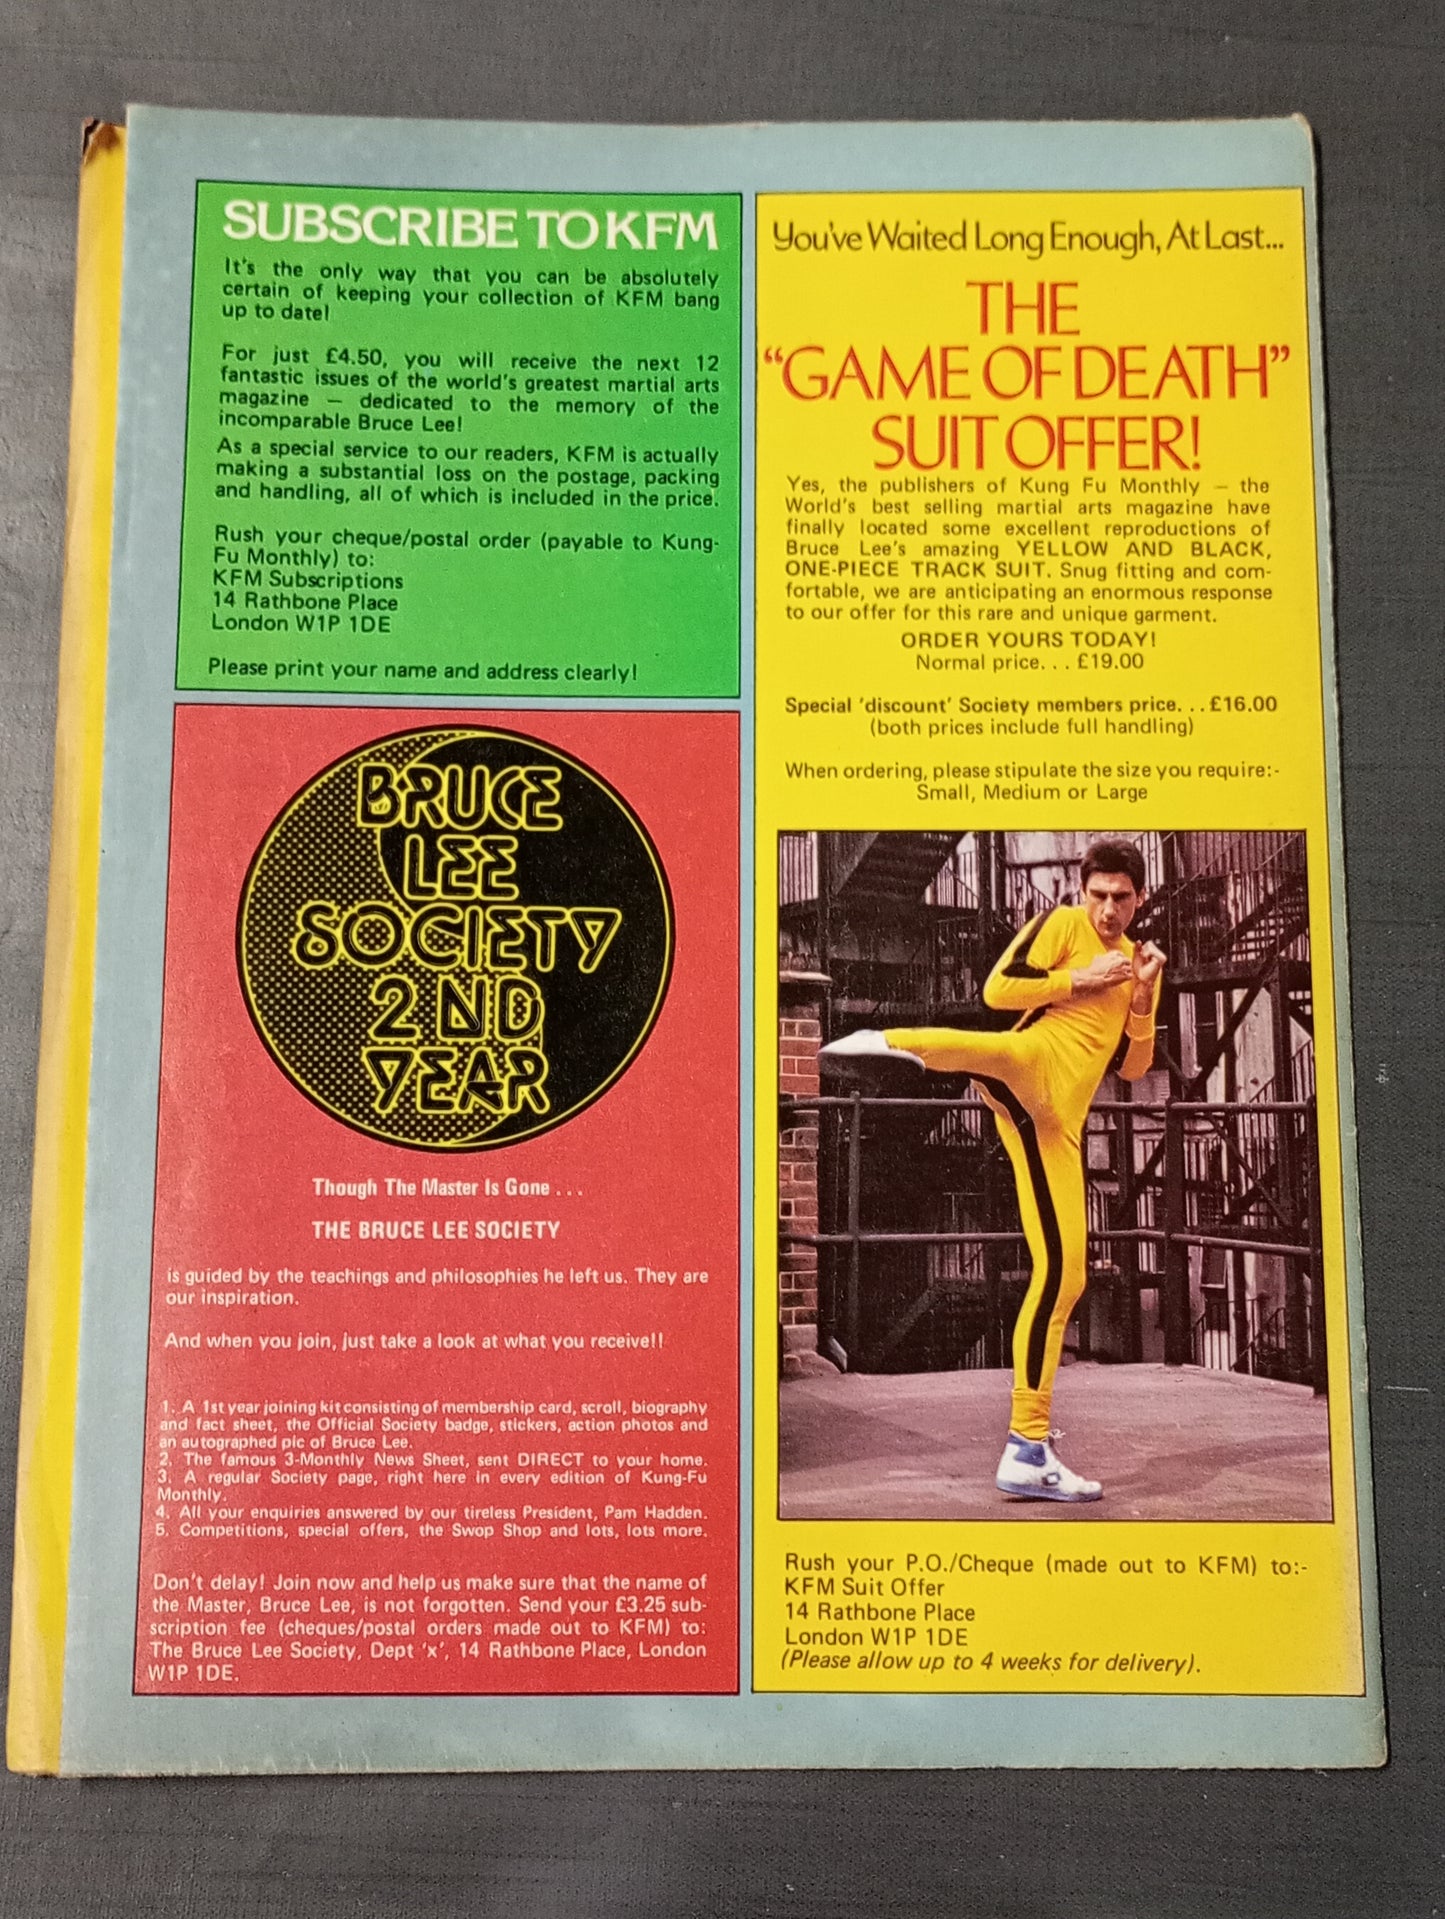 SUBSCRIBE TO KFM
It's the only way that you can be absolutely
certain of keeping your collection of KFM bang
up to date!
For just £4.50, you will receive the next 12
fantastic issues of the world's greatest martial arts
magazine — dedicated to the memory of the
incomparable Bruce Lee!
As a special service to our readers, KFM is actually
making a substantial loss on the postage, packing
and handling, all of which is included in the price.
Rush your cheque/postal order (payable to Kung-
Fu Monthly) to:
KFM Subscriptions
14 Rathbone Place
London W1P 1DE
Please print your name and address clearly!
BRUCE
LEE
SOCIETY
2ND
YEAR
Though The Master Is Gone . . .
THE BRUCE LEE SOCIETY
is guided by the teachings and philosophies he left us. They are
our inspiration.
And when you join, just take a look at what you receive!!
1. A 1st year joining kit consisting of membership card, scroll, biography
and fact sheet, the Official Society badge, stickers, action photos and
an autographed pic of Bruce Lee.
2. The famous 3-Monthly News Sheet, sent DIRECT to your home.
3. A regular Society page, right here in every edition of Kung-Fu
Monthly.
4. All your enquiries answered by our tireless President, Pam Hadden.
5. Competitions, special offers, the Swop Shop and lots, lots more.
Don't delay! Join now and help us make sure that the name of
the Master, Bruce Lee, is not forgotten. Send your £3.25 sub-
scription fee (cheques/postal orders made out to KFM) to:
The Bruce Lee Society, Dept 'x', 14 Rathbone Place, London
W1P 1DE.
You've Waited Long Enough, At Last...
THE
“GAME OF DEATH”
SUIT OFFER!
Yes, the publishers of Kung Fu Monthly — the
World's best selling martial arts magazine have
finally located some excellent reproductions of
Bruce Lee's amazing YELLOW AND BLACK,
ONE-PIECE TRACK SUIT. Snug fitting and com-
fortable, we are anticipating an enormous response
to our offer for this rare and unique garment.
ORDER YOURS TODAY!
Normal price. . . £19.00
Special 'discount' Society members price. . . £16.00
(both prices include full handling)
When ordering, please stipulate the size you require:-
Small, Medium or Large
Rush your P.O./Cheque (made out to KFM) to:-
KFM Suit Offer
14 Rathbone Place
London W1P 1DE
(Please allow up to 4 weeks for delivery).